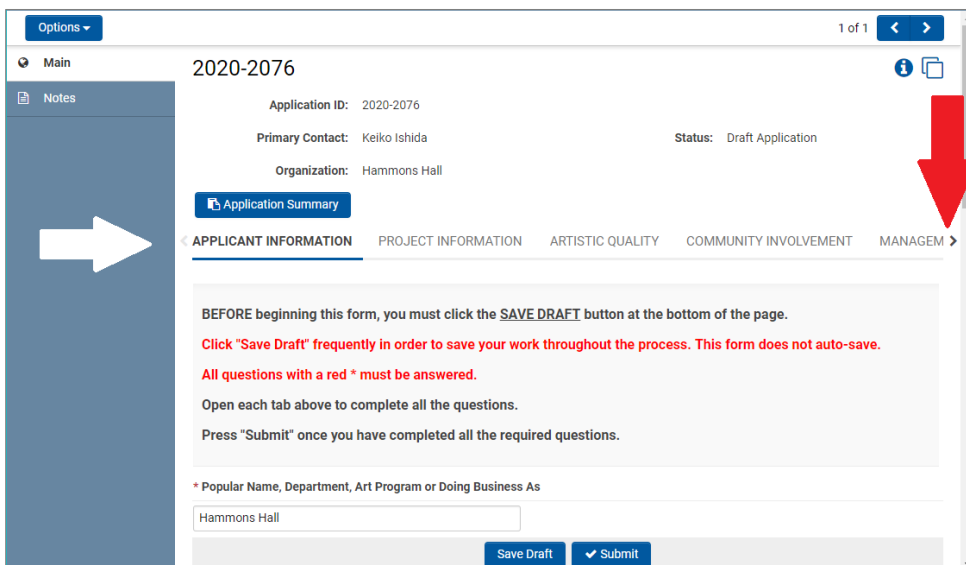 Options
1 of 1
Main
Notes
2020-2076
Application ID: 2020-2076
Primary Contact: Keiko Ishida Status: Draft Application
Organization: Hammons Hall
Application Summary
APPLICANT INFORMATION PROJECT INFORMATION ARTISTIC QUALITY COMMUNITY INVOLVEMENT MANAGEM
BEFORE beginning this form, you must click the SAVE DRAFT button at the bottom of the page.
Click "Save Draft" frequently in order to save your work throughout the process. This form does not auto-save.
All questions with a red * must be answered.
Open each tab above to complete all the questions.
Press "Submit" once you have completed all the required questions.
* Popular Name, Department, Art Program or Doing Business As
Hammons Hall
Save Draft Submit